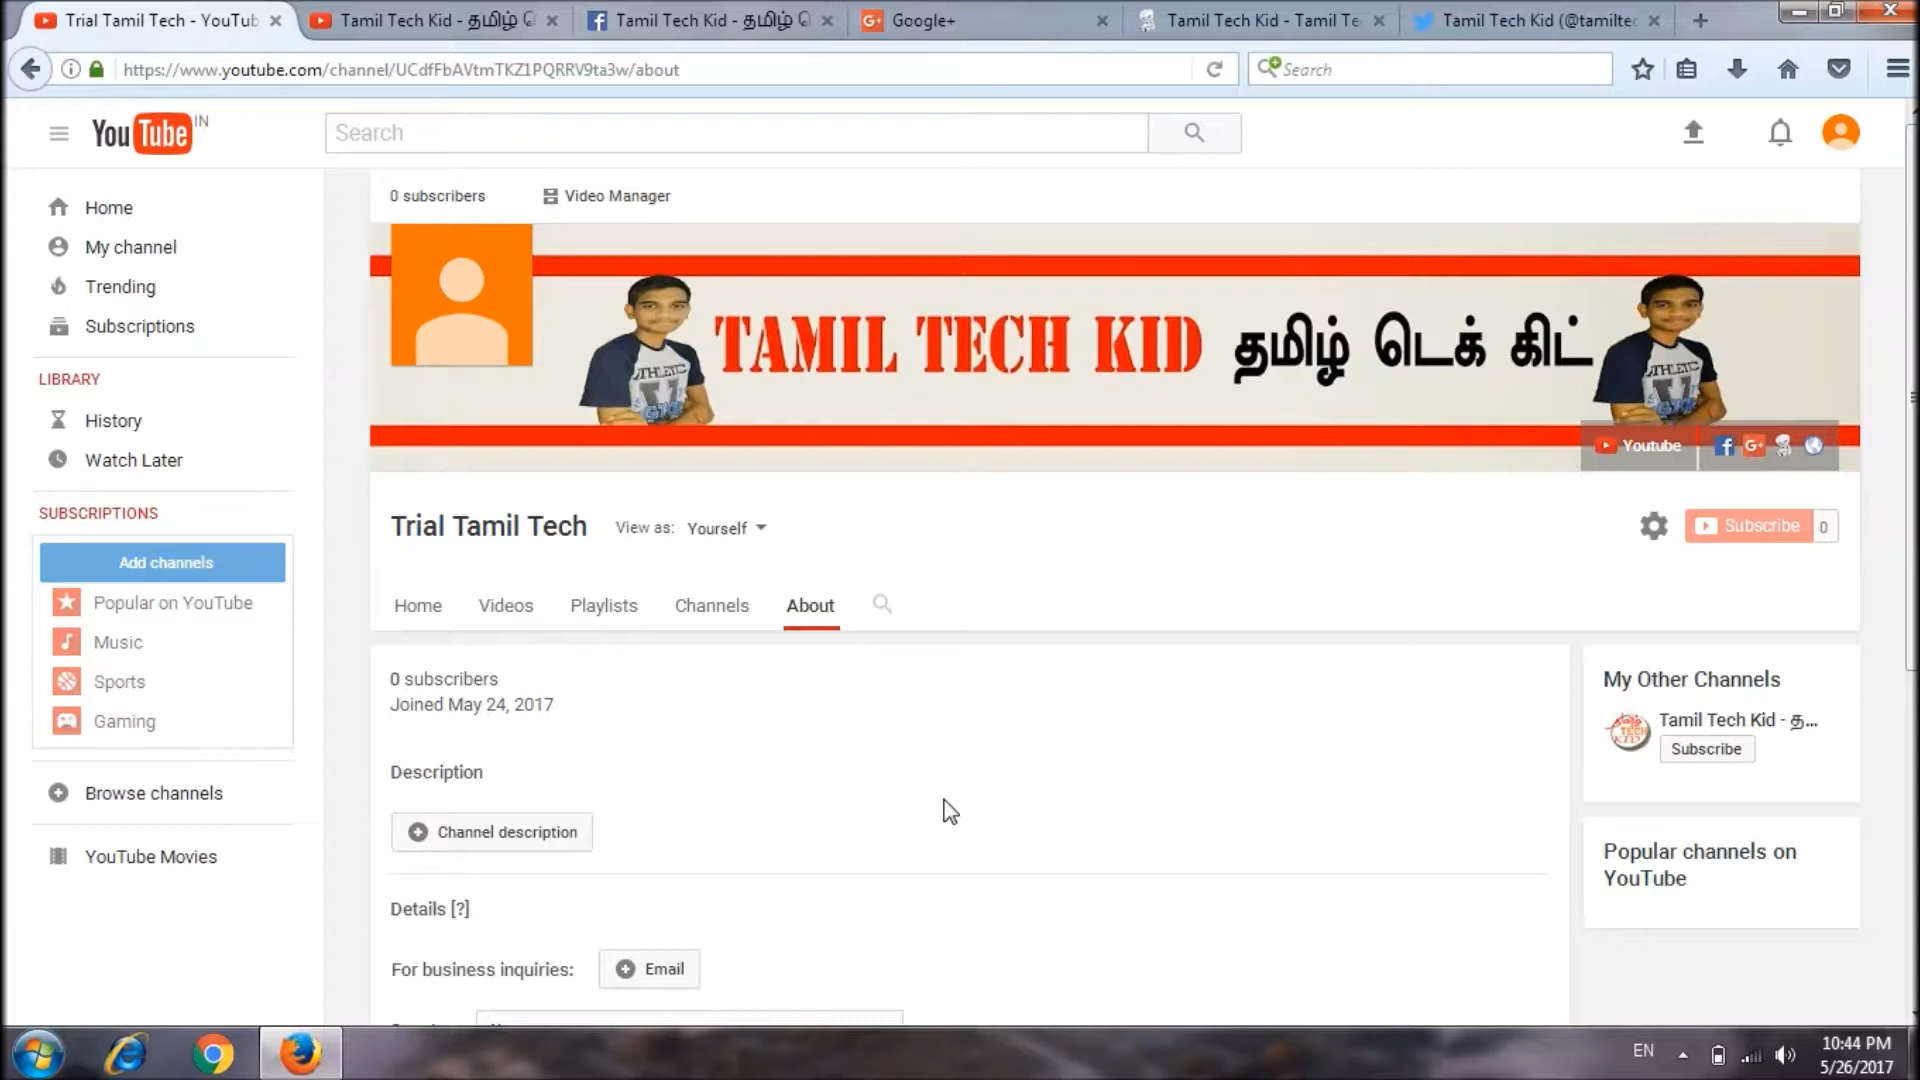 Trial Tamil Tech - YouTub
Tamil Tech Kid - தமிழ்
Tamil Tech Kid - தமிழ்
Google+
Tamil Tech Kid - Tamil Te
Tamil Tech Kid (@tamiltec
https://www.youtube.com/channel/UCdfFbAVtmTKZ1PQRRV9ta3w/about
Search
YouTube IN
Search
Home
My channel
Trending
Subscriptions
LIBRARY
History
Watch Later
SUBSCRIPTIONS
Add channels
Popular on YouTube
Music
Sports
Gaming
Browse channels
YouTube Movies
0 subscribers
Video Manager
TAMIL TECH KID தமிழ் டெக் கிட்
Youtube
Trial Tamil Tech
View as: Yourself
Subscribe 0
Home
Videos
Playlists
Channels
About
0 subscribers
Joined May 24, 2017
Description
Channel description
Details [?]
For business inquiries:
Email
My Other Channels
Tamil Tech Kid - த...
Subscribe
Popular channels on
YouTube
EN
10:44 PM
5/26/2017